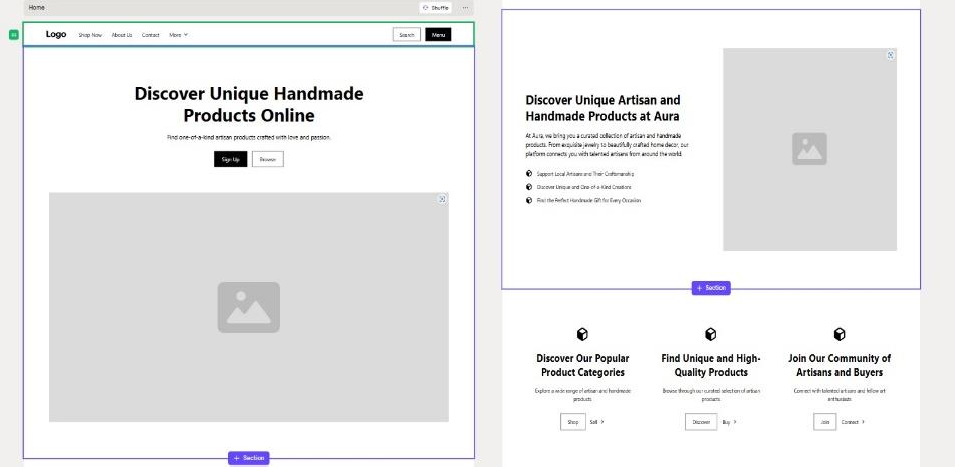 Home
Shuffle
Logo
Shop Now
About Us
Contact
More
Search
Menu
Discover Unique Handmade
Products Online
Find one-of-a-kind artisan products crafted with love and passion.
Sign Up
Browse
+ Section
Discover Unique Artisan and
Handmade Products at Aura
At Aura, we bring you a curated collection of artisan and handmade
products. From exquisite jewelry to beautifully crafted home decor, our
platform connects you with talented artisans from around the world.
Support Local Artisans and Their Craftsmanship
Discover Unique and One-of-a-Kind Creations
Find the Perfect Handmade Gift for Every Occasion
+ Section
Discover Our Popular
Product Categories
Explore a wide range of artisan and handmade
products.
Shop
Sell >
Find Unique and High-
Quality Products
Browse through our curated selection of artisan
products.
Discover
Buy >
Join Our Community of
Artisans and Buyers
Connect with talented artisans and fellow art
enthusiasts.
Join
Connect >